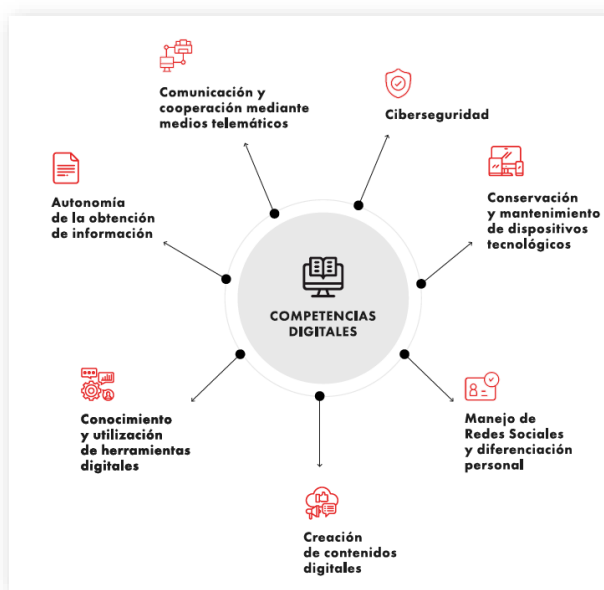 Comunicación y
cooperación mediante
medios telemáticos
Ciberseguridad
Autonomía
de la obtención
de información
Conservación
y mantenimiento
de dispositivos
tecnológicos
COMPETENCIAS
DIGITALES
Conocimiento
y utilización
de herramientas
digitales
Manejo de
Redes Sociales
y diferenciación
personal
Creación
de contenidos
digitales